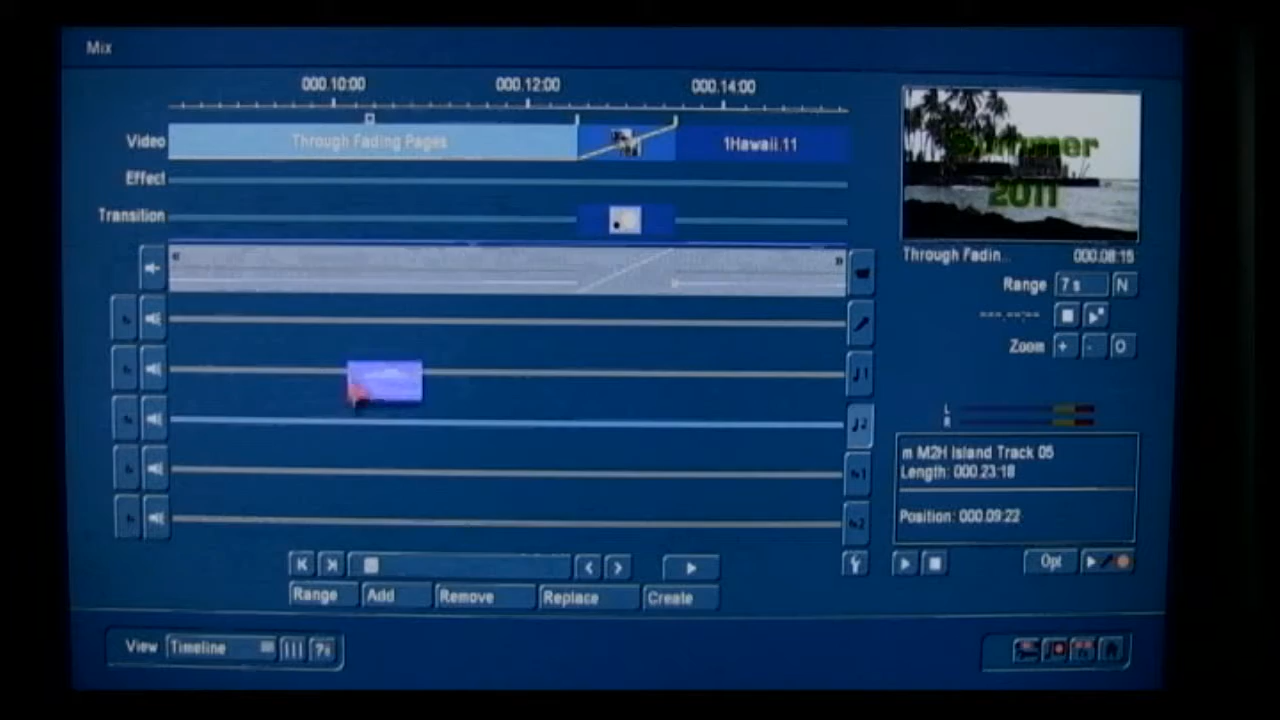 Mix
000.10:00
000.12:00
000.14:00
Video
Through Fading Pages
1Hawaii.11
Effect
Transition
Summer
2011
Through Fadin...
000.08:15
Range
7 s
N
Zoom
+
-
O
L
R
m M2H Island Track 05
Length: 000.23:18
Position: 000.09:22
Opt
Range
Add
Remove
Replace
Create
View
Timeline